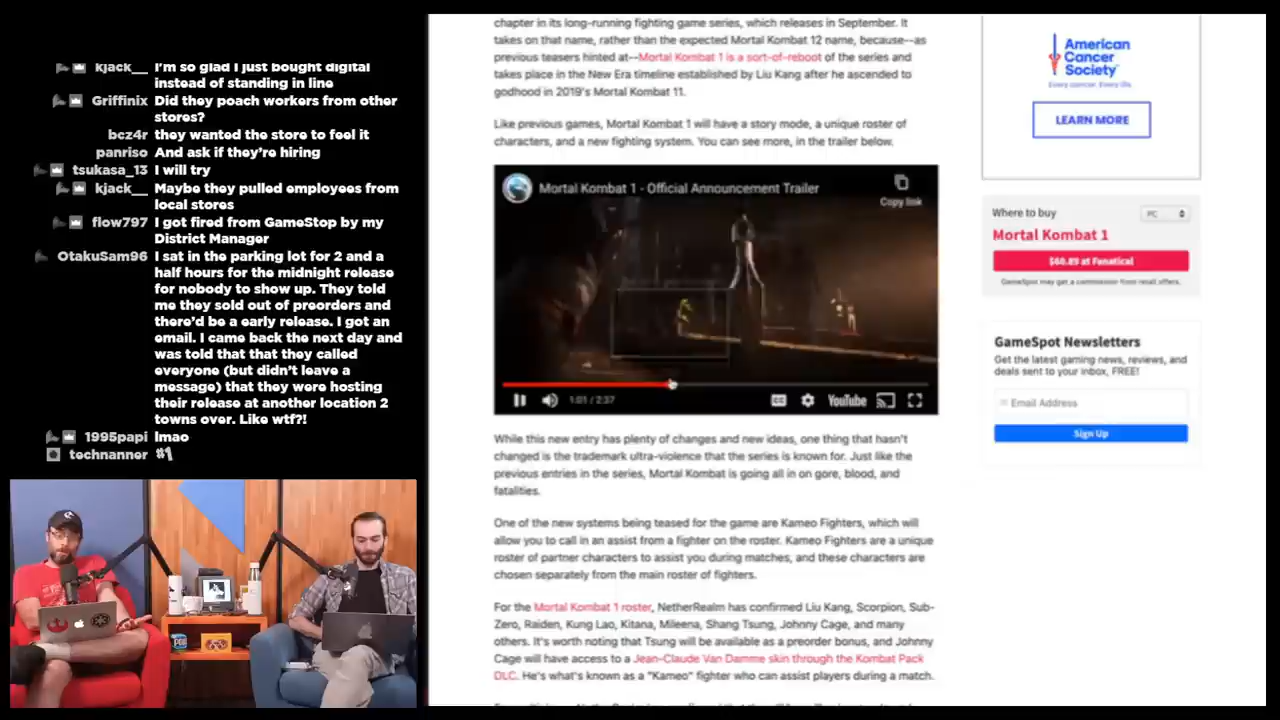 kjack__ I'm so glad I just bought digital
instead of standing in line
Griffinix Did they poach workers from other
stores?
bcz4r they wanted the store to feel it
panriso And ask if they're hiring
tsukasa_13 I will try
kjack__ Maybe they pulled employees from
local stores
flow797 I got fired from GameStop by my
District Manager
OtakuSam96 I sat in the parking lot for 2 and a
half hours for the midnight release
for nobody to show up. They told
me they sold out of preorders and
there'd be a early release. I got an
email. I came back the next day and
was told that that they called
everyone (but didn't leave a
message) that they were hosting
their release at another location 2
towns over. Like wtf?!
1995papi lmao
technamer #1
chapter in its long-running fighting game series, which releases in September. It
takes on that name, rather than the expected Mortal Kombat 12 name, because--as
previous teasers hinted at--Mortal Kombat 1 is a sort-of-reboot of the series and
takes place in the New Era timeline established by Liu Kang after he ascended to
godhood in 2019's Mortal Kombat 11.
Like previous games, Mortal Kombat 1 will have a story mode, a unique roster of
characters, and a new fighting system. You can see more, in the trailer below.
Mortal Kombat 1 - Official Announcement Trailer
Copy link
1:01 / 2:37
CC
YouTube
While this new entry has plenty of changes and new ideas, one thing that hasn't
changed is the trademark ultra-violence that the series is known for. Just like the
previous entries in the series, Mortal Kombat is going all in on gore, blood, and
fatalities.
One of the new systems being teased for the game are Kameo Fighters, which will
allow you to call in an assist from a fighter on the roster. Kameo Fighters are a unique
roster of partner characters to assist you during matches, and these characters are
chosen separately from the main roster of fighters.
For the Mortal Kombat 1 roster, NetherRealm has confirmed Liu Kang, Scorpion, Sub-
Zero, Raiden, Kung Lao, Kitana, Mileena, Shang Tsung, Johnny Cage, and many
others. It's worth noting that Tsung will be available as a preorder bonus, and Johnny
Cage will have access to a Jean-Claude Van Damme skin through the Kombat Pack
DLC. He's what's known as a "Kameo" fighter who can assist players during a match.
American
Cancer
Society
Every cancer. Every life.
LEARN MORE
Where to buy
PC
Mortal Kombat 1
$60.89 at Fanatical
GameSpot may get a commission from retail offers.
GameSpot Newsletters
Get the latest gaming news, reviews, and
deals sent to your inbox, FREE!
Email Address
Sign Up